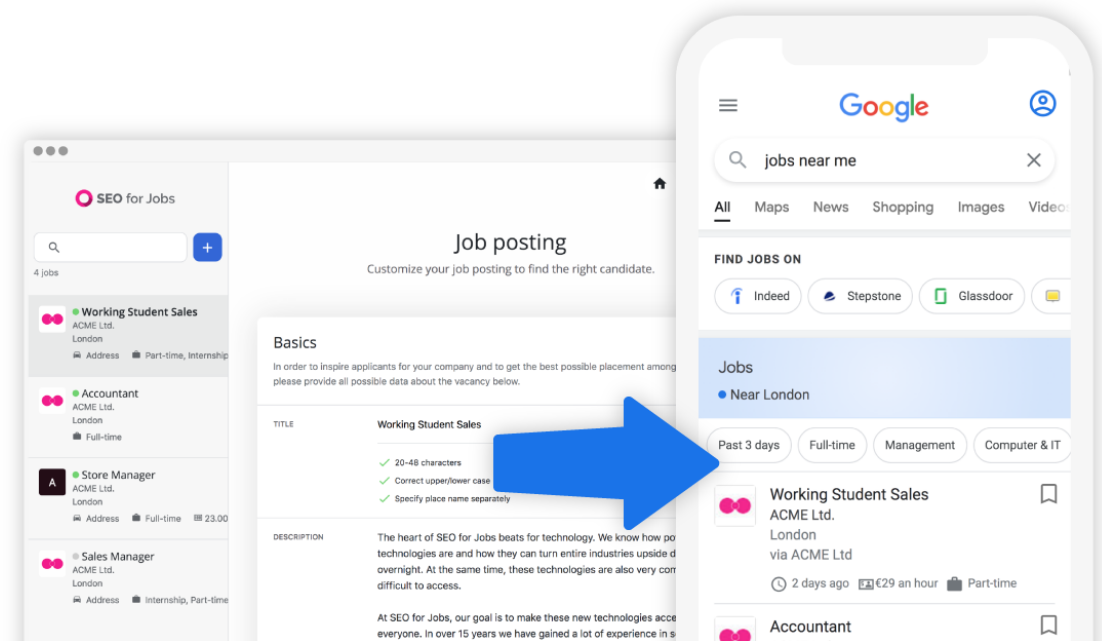 SEO for Jobs
4 jobs
Working Student Sales
ACME Ltd.
London
Address Part-time, Internship
Accountant
ACME Ltd.
London
Full-time
A
Store Manager
ACME Ltd.
London
Address Full-time 23.00
Sales Manager
ACME Ltd.
London
Address Internship, Part-time
Job posting
Customize your job posting to find the right candidate.
Basics
In order to inspire applicants for your company and to get the best possible placement among
please provide all possible data about the vacancy below.
TITLE
Working Student Sales
20-48 characters
Correct upper/lower case
Specify place name separately
DESCRIPTION
The heart of SEO for Jobs beats for technology. We know how
technologies are and how they can turn entire industries upside
overnight. At the same time, these technologies are also very
difficult to access.
At SEO for Jobs, our goal is to make these new technologies
everyone. In over 15 years we have gained a lot of experience in
Google
jobs near me
All Maps News Shopping Images Videos
FIND JOBS ON
Indeed Stepstone Glassdoor
Jobs
Near London
Past 3 days Full-time Management Computer & IT
Working Student Sales
ACME Ltd.
London
via ACME Ltd
2 days ago €29 an hour Part-time
Accountant